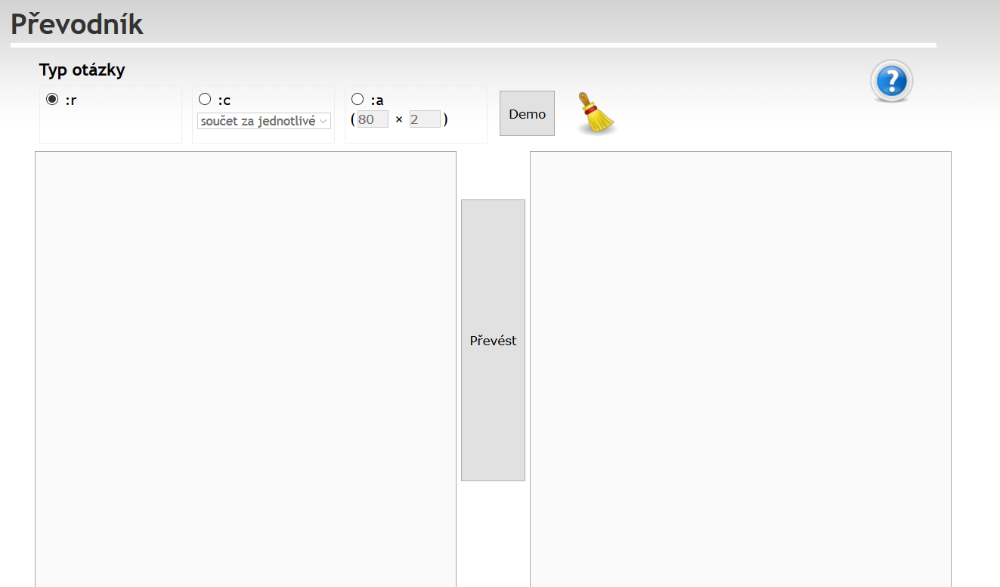 Převodník
Typ otázky
:r
:c
součet za jednotlivé
:a
( 80 × 2 )
Demo
?
Převést